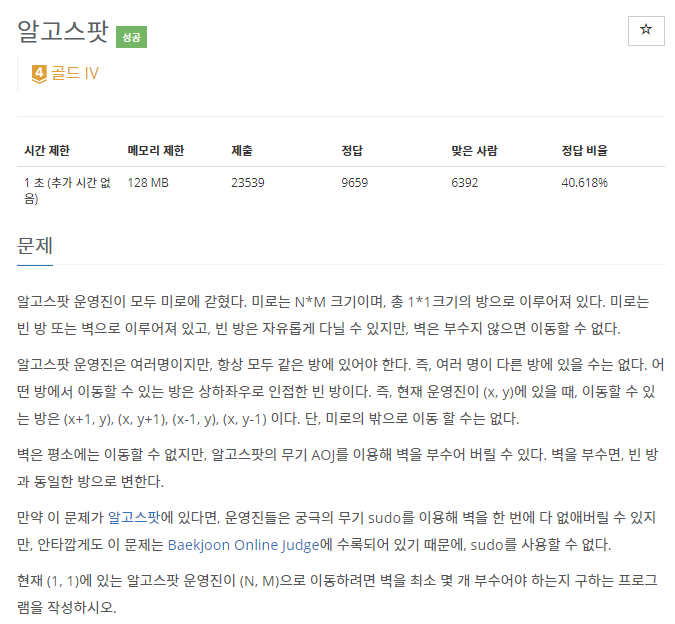 알고스팟 성공
☆
4 골드 IV
시간 제한 메모리 제한 제출 정답 맞은 사람 정답 비율
1 초 (추가 시간 없 128 MB 23539 9659 6392 40.618%
음)
문제
알고스팟 운영진이 모두 미로에 갇혔다. 미로는 N*M 크기이며, 총 1*1크기의 방으로 이루어져 있다. 미로는
빈 방 또는 벽으로 이루어져 있고, 빈 방은 자유롭게 다닐 수 있지만, 벽은 부수지 않으면 이동할 수 없다.
알고스팟 운영진은 여러명이지만, 항상 모두 같은 방에 있어야 한다. 즉, 여러 명이 다른 방에 있을 수는 없다. 어
떤 방에서 이동할 수 있는 방은 상하좌우로 인접한 빈 방이다. 즉, 현재 운영진이 (x, y)에 있을 때, 이동할 수 있
는 방은 (x+1, y), (x, y+1), (x-1, y), (x, y-1) 이다. 단, 미로의 밖으로 이동 할 수는 없다.
벽은 평소에는 이동할 수 없지만, 알고스팟의 무기 AOJ를 이용해 벽을 부수어 버릴 수 있다. 벽을 부수면, 빈 방
과 동일한 방으로 변한다.
만약 이 문제가 알고스팟에 있다면, 운영진들은 궁극의 무기 sudo를 이용해 벽을 한 번에 다 없애버릴 수 있지
만, 안타깝게도 이 문제는 Baekjoon Online Judge에 수록되어 있기 때문에, sudo를 사용할 수 없다.
현재 (1, 1)에 있는 알고스팟 운영진이 (N, M)으로 이동하려면 벽을 최소 몇 개 부수어야 하는지 구하는 프로그
램을 작성하시오.